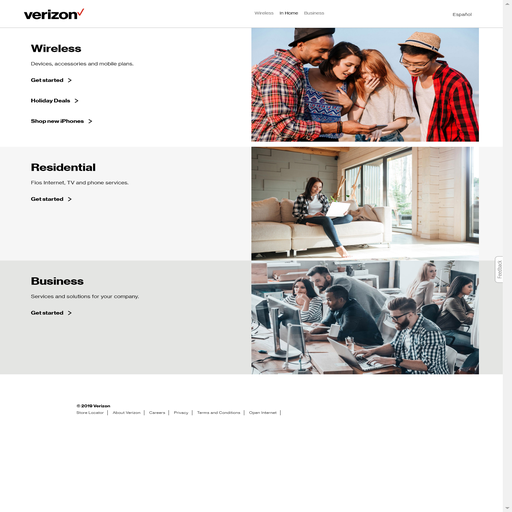 verizon
Wireless
In Home
Business
Español
Wireless
Devices, accessories and mobile plans.
Get started >
Holiday Deals >
Shop new iPhones >
Residential
Fios Internet, TV and phone services.
Get started >
Feedback
Business
Services and solutions for your company.
Get started >
© 2018 Verizon
Store Locator | About Verizon | Careers | Privacy | Terms and Conditions | Open Internet |